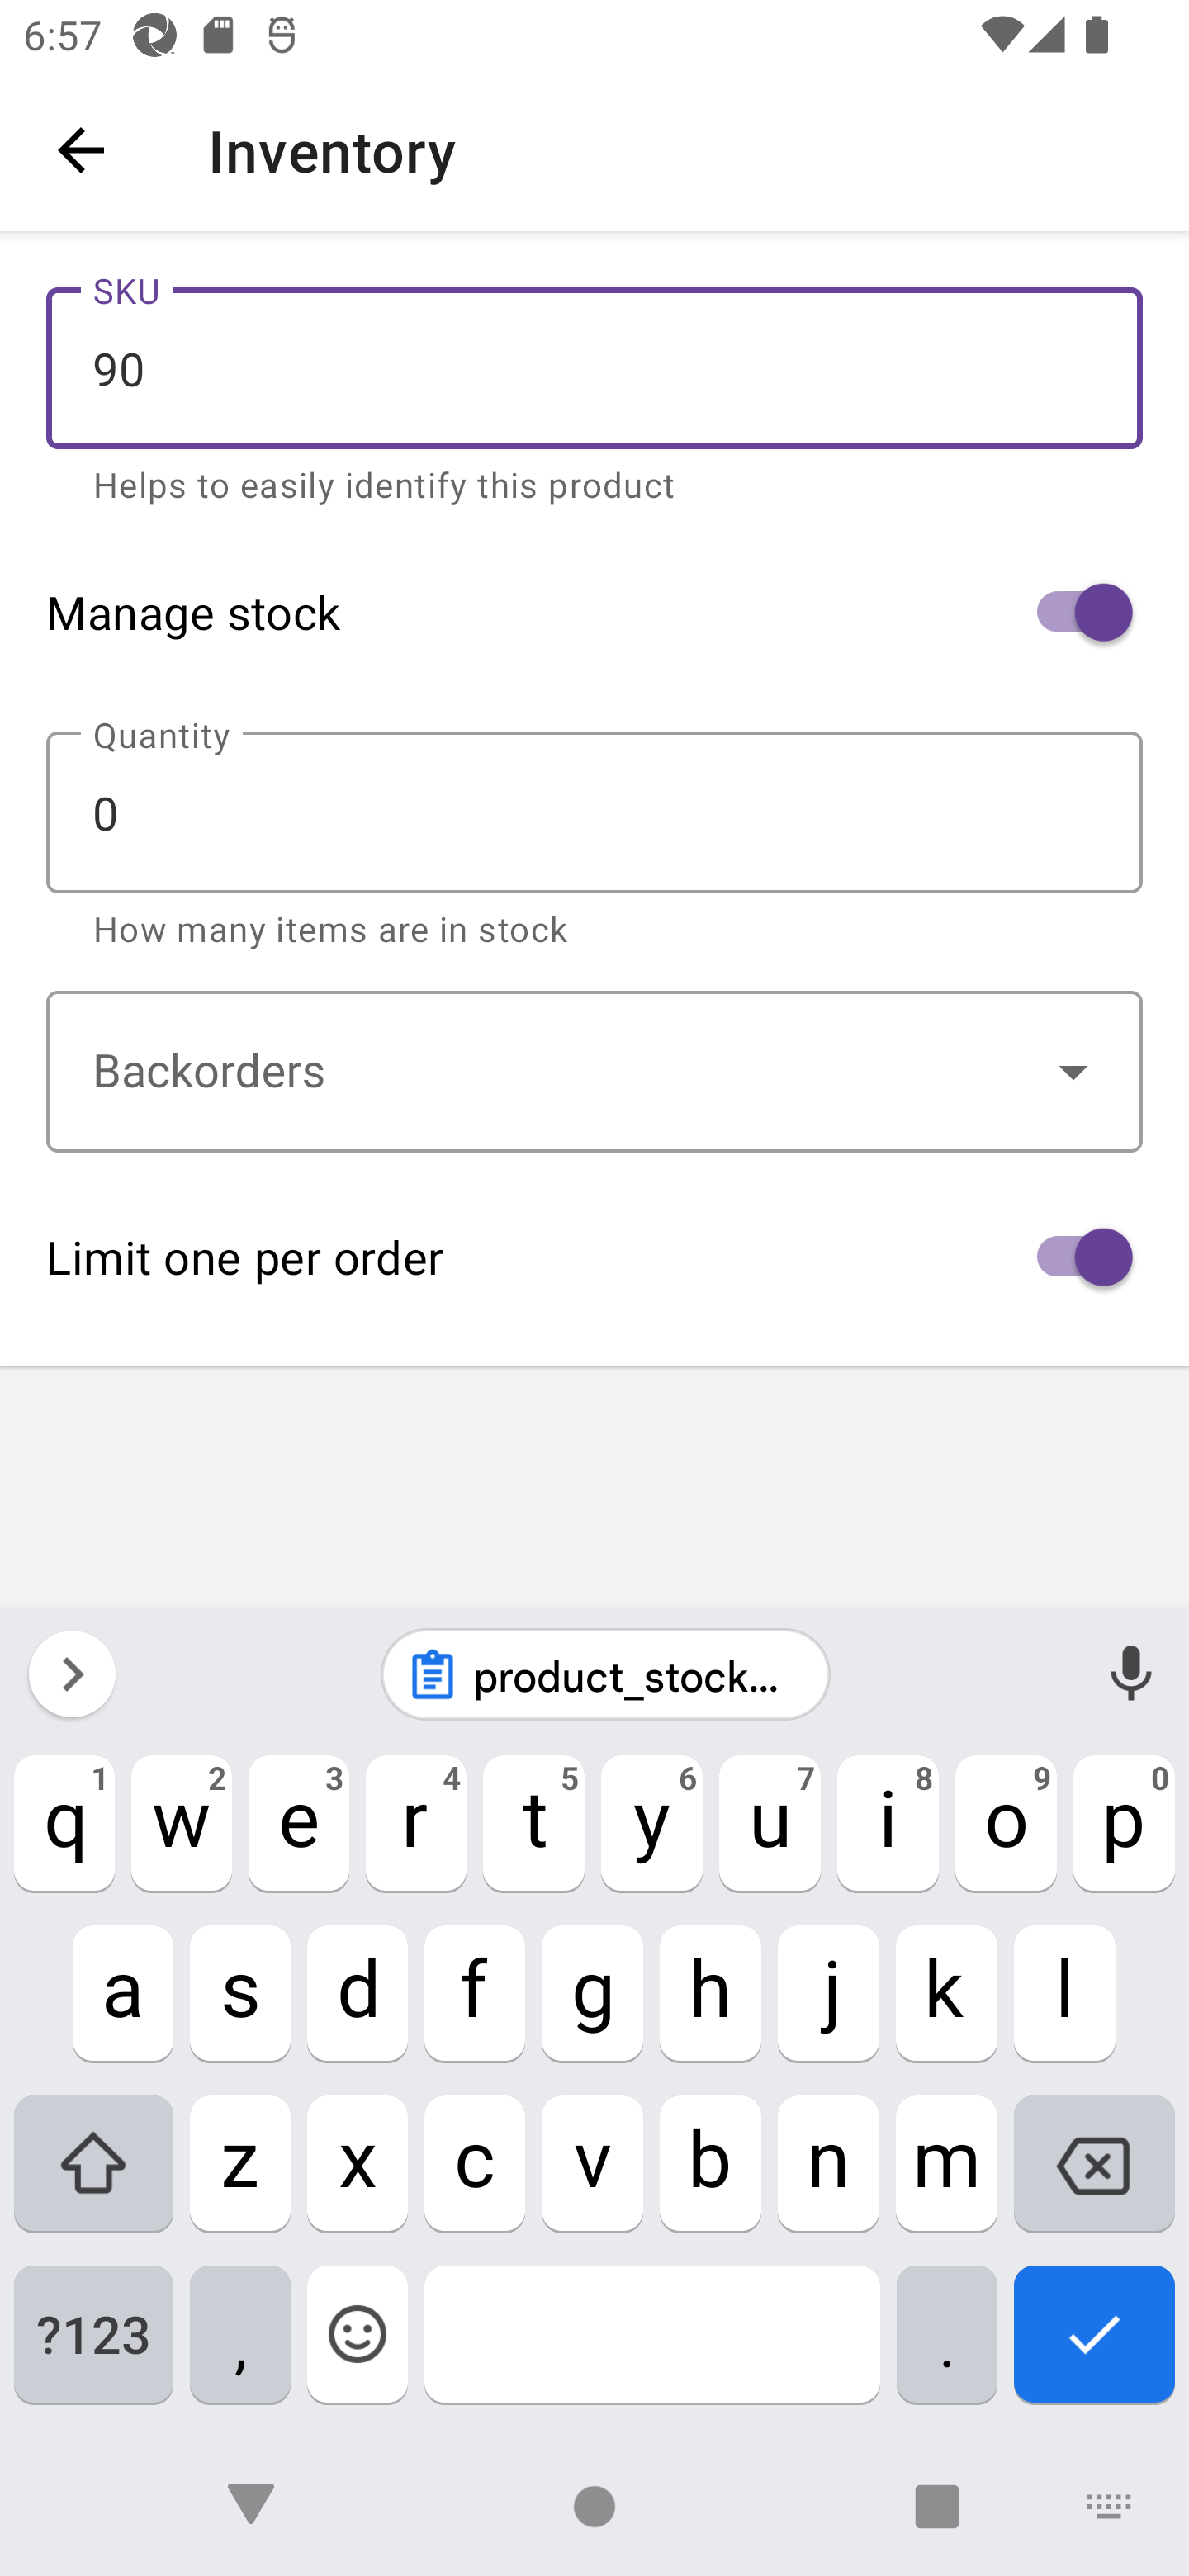 6:57
Inventory
SKU
90
Helps to easily identify this product
Manage stock
Quantity
0
How many items are in stock
Backorders
Limit one per order
product_stock...
1 2 3 4 5 6 7 8 9 0
q w e r t y u i o p
a s d f g h j k l
z x c v b n m
?123 , .